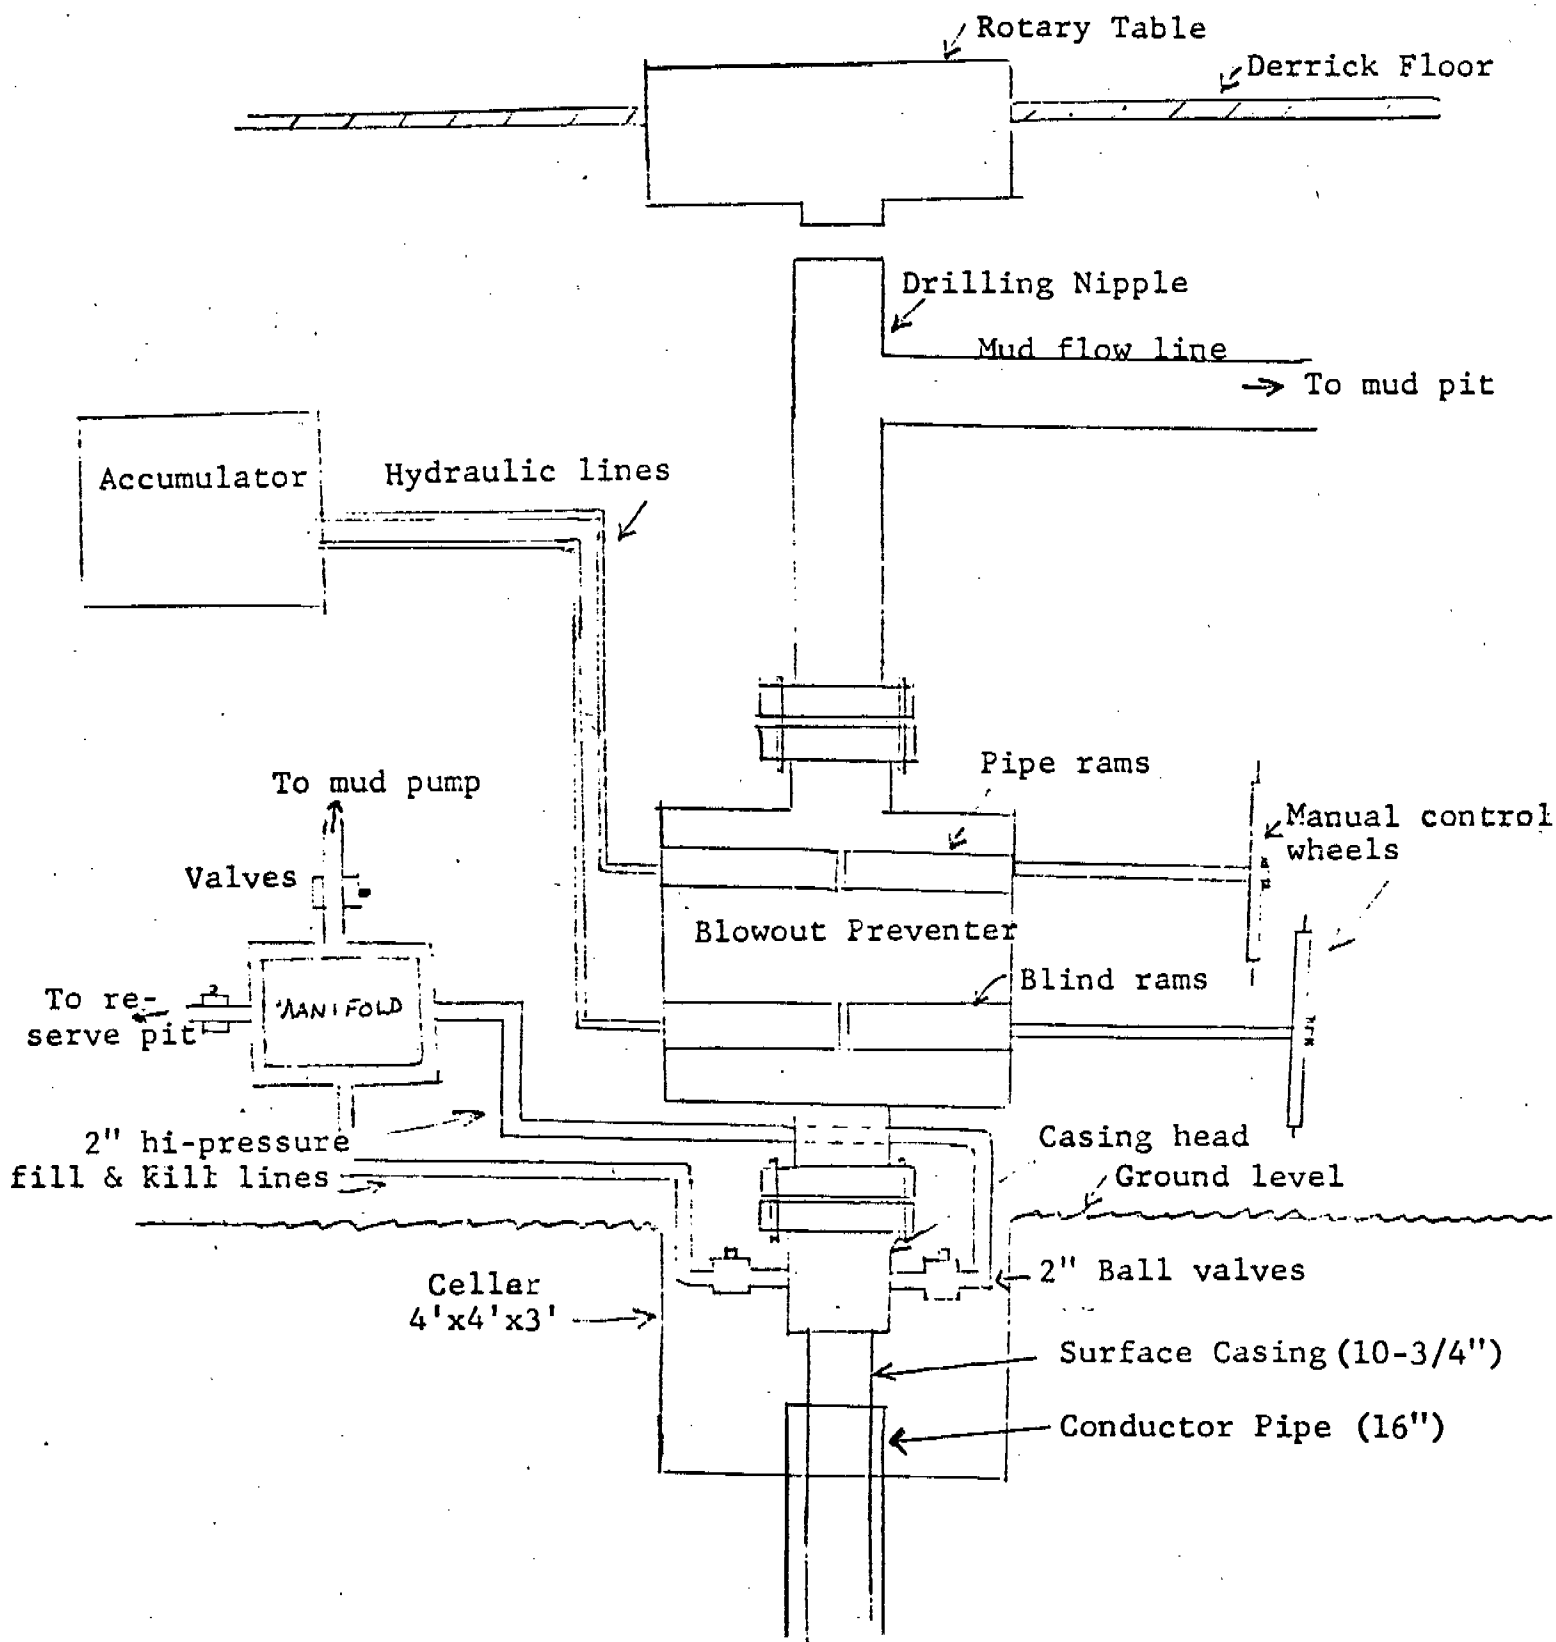 Rotary Table
Derrick Floor
Drilling Nipple
Mud flow line
To mud pit
Accumulator
Hydraulic lines
Pipe rams
To mud pump
Manual control
wheels
Valves
Blowout Preventer
Blind rams
To re-
serve pit
MANIFOLD
2" hi-pressure
fill & kill lines
Casing head
Ground level
2" Ball valves
Cellar
4'x4'x3'
Surface Casing (10-3/4")
Conductor Pipe (16")